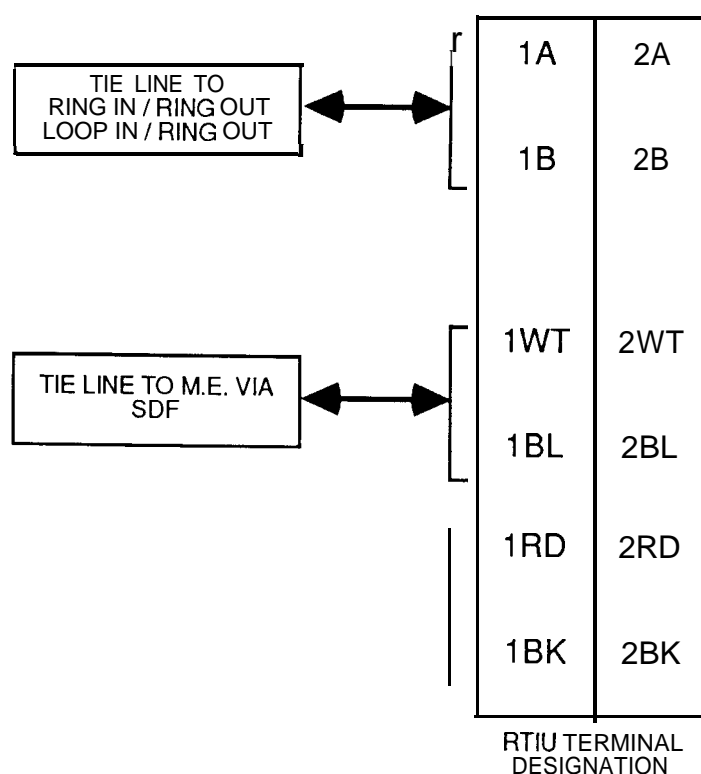 TIE LINE TO
RING IN / RING OUT
LOOP IN / RING OUT
1A 2A
1B 2B
TIE LINE TO M.E. VIA
SDF
1WT 2WT
1BL 2BL
1RD 2RD
1BK 2BK
RTIU TERMINAL
DESIGNATION